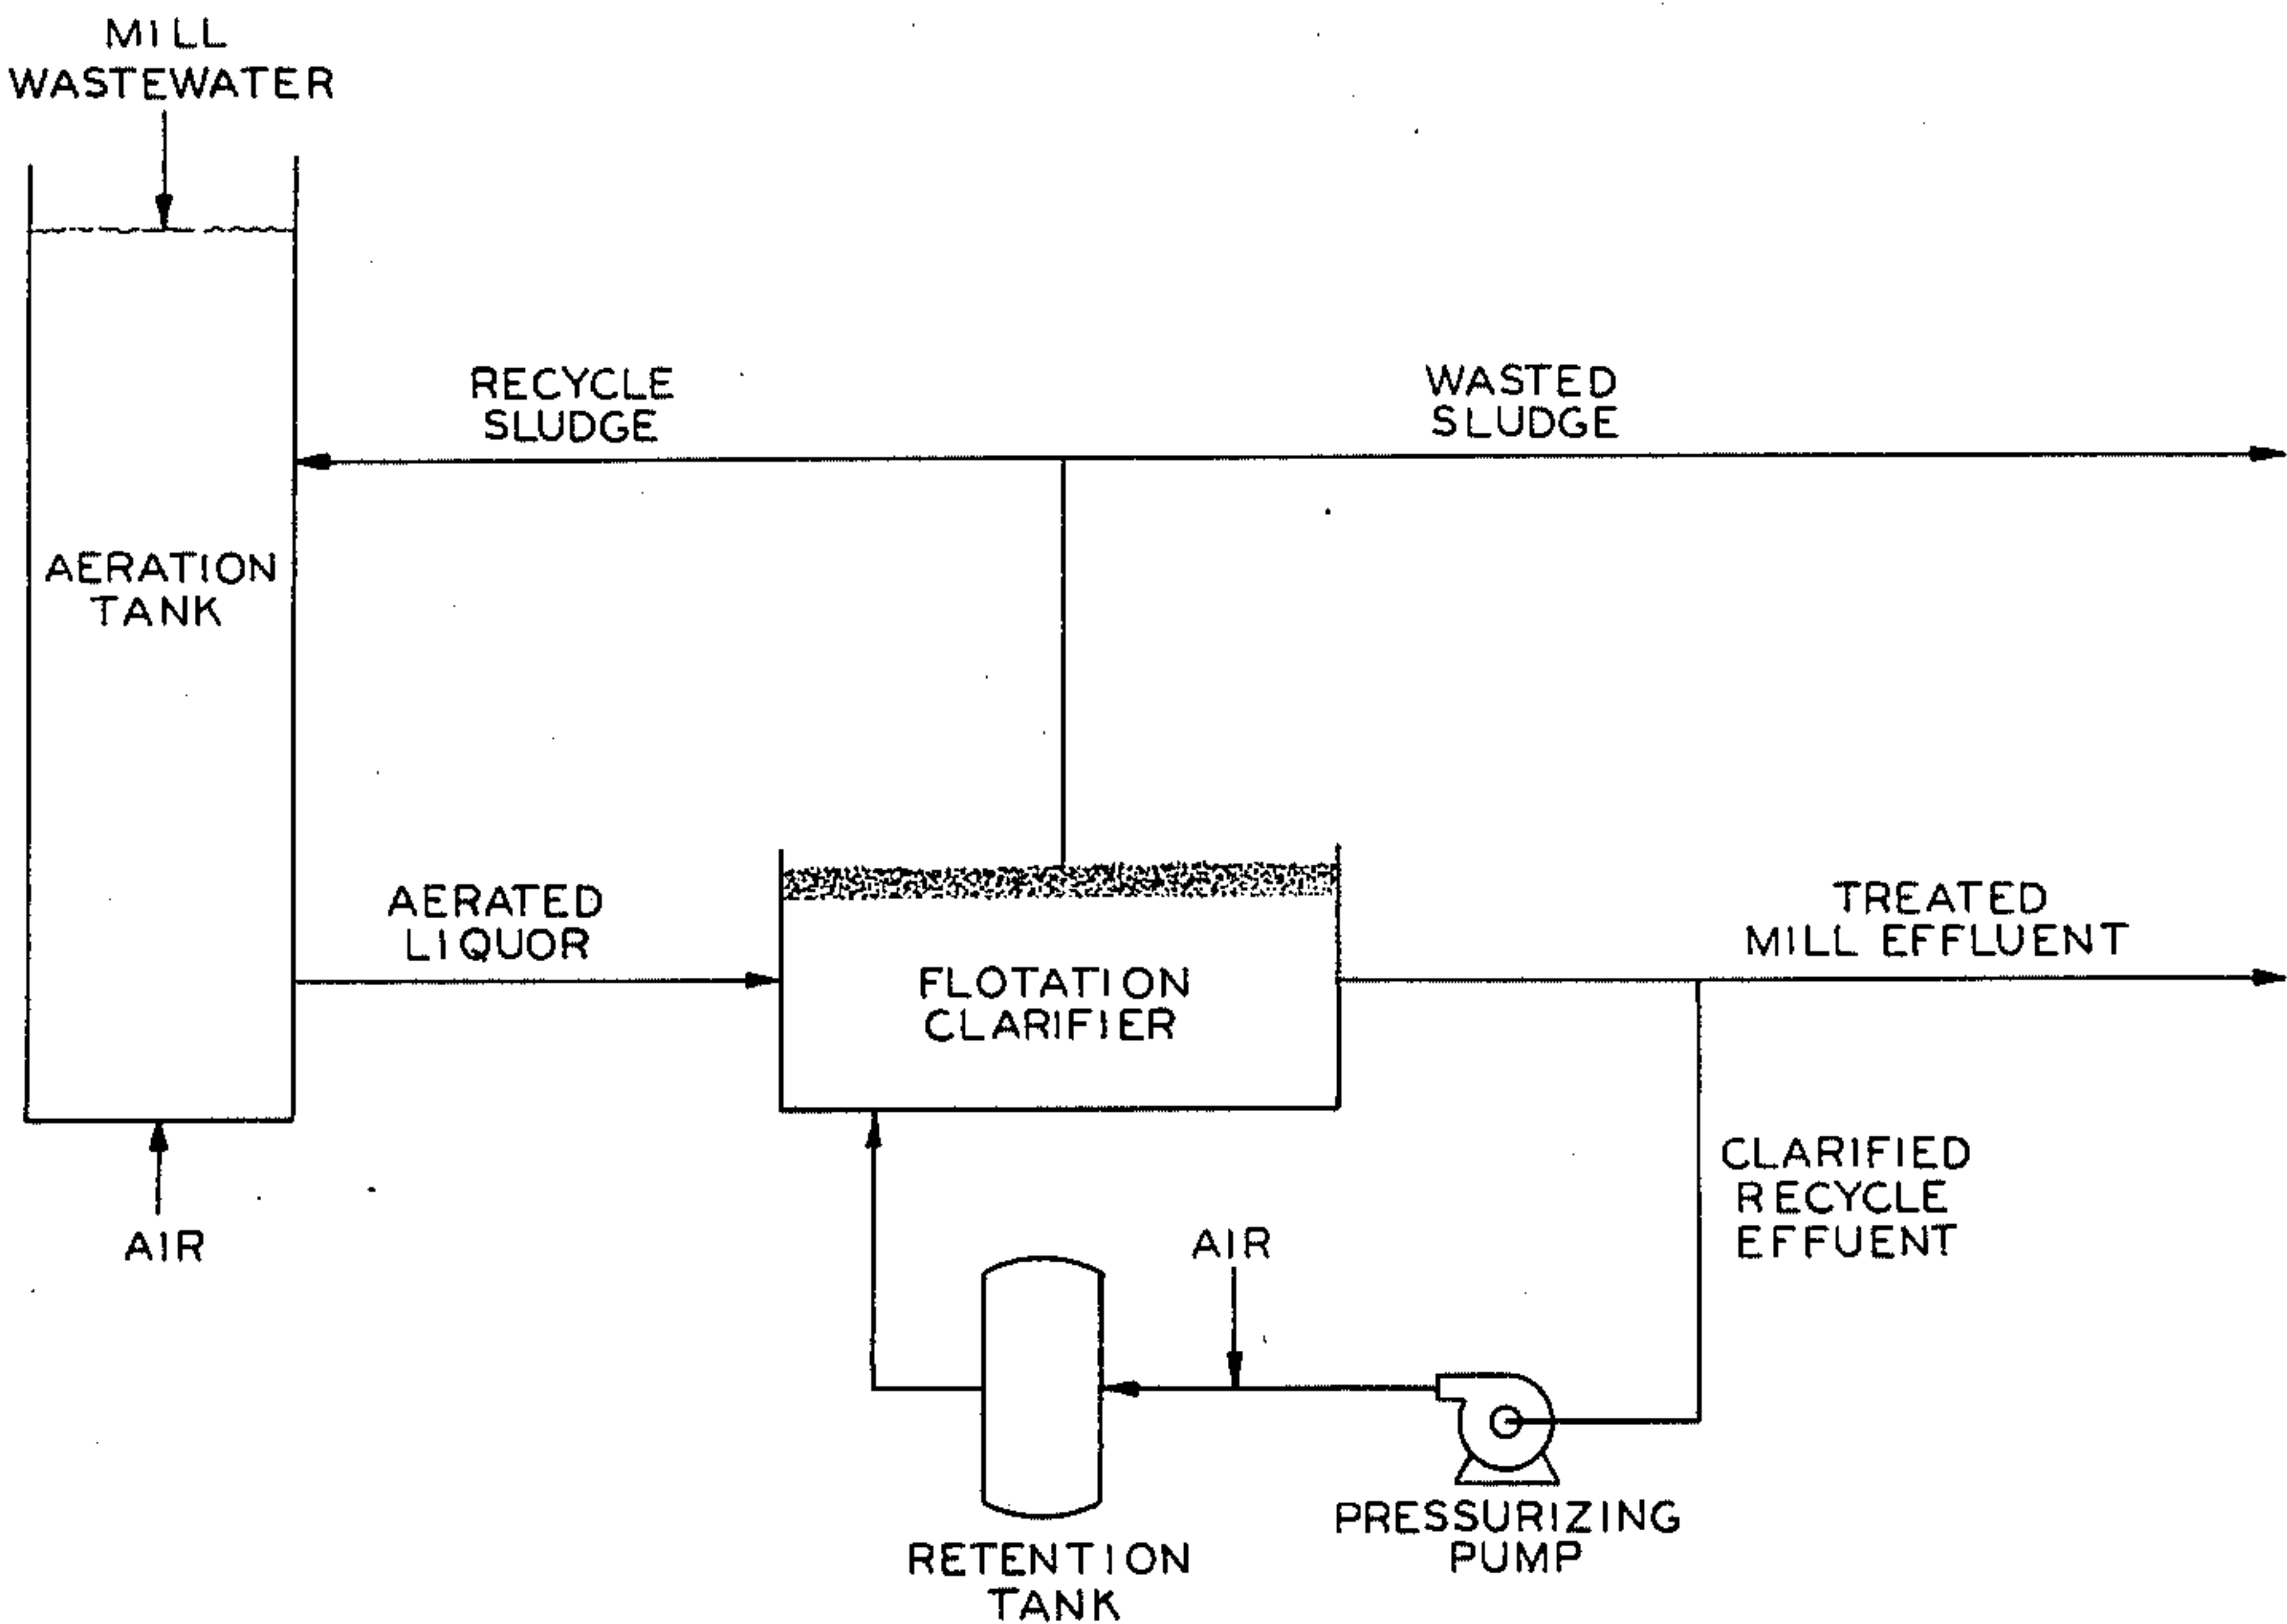 MILL
WASTEWATER
RECYCLE
SLUDGE
WASTED
SLUDGE
AERATION
TANK
AERATED
LIQUOR
TREATED
MILL EFFLUENT
FLOTATION
CLARIFIER
CLARIFIED
RECYCLE
EFFUENT
AIR
AIR
PRESSURIZING
PUMP
RETENTION
TANK